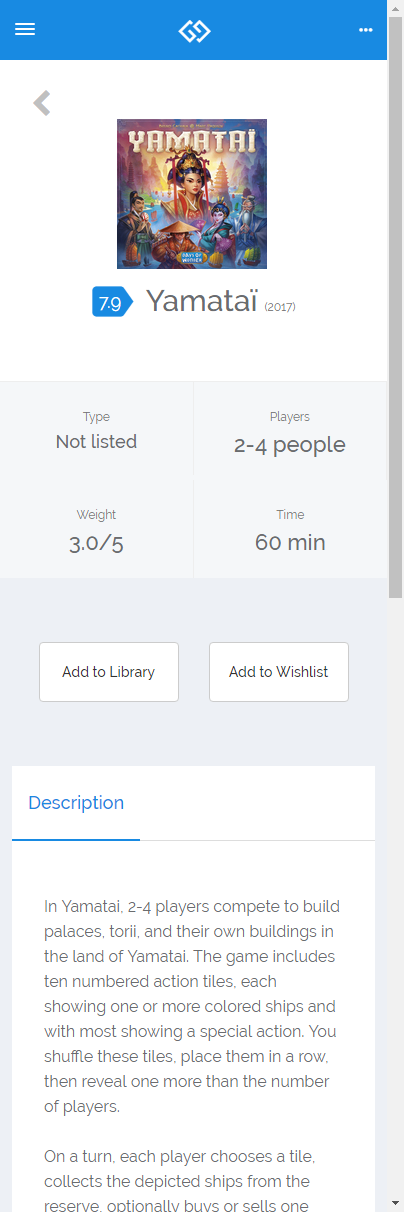 YAMATAÏ
DAYS OF
WONDER
7.9
Yamataï (2017)
Type
Not listed
Players
2-4 people
Weight
3.0/5
Time
60 min
Add to Library
Add to Wishlist
Description
In Yamatai, 2-4 players compete to build
palaces, torii, and their own buildings in
the land of Yamatai. The game includes
ten numbered action tiles, each
showing one or more colored ships and
with most showing a special action. You
shuffle these tiles, place them in a row,
then reveal one more than the number
of players.
On a turn, each player chooses a tile,
collects the depicted ships from the
reserve, optionally buys or sells one